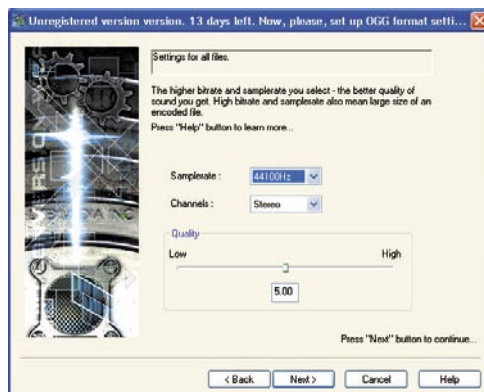 Unregistered version version. 13 days left. Now, please, set up OGG format setti...
Settings for all files.
The higher bitrate and samplerate you select - the better quality of
sound you get. High bitrate and samplerate also mean large size of an
encoded file.
Press "Help" button to learn more...
Samplerate :
44100Hz
Channels :
Stereo
Quality
Low
High
5.00
Press "Next" button to continue...
< Back
Next >
Cancel
Help